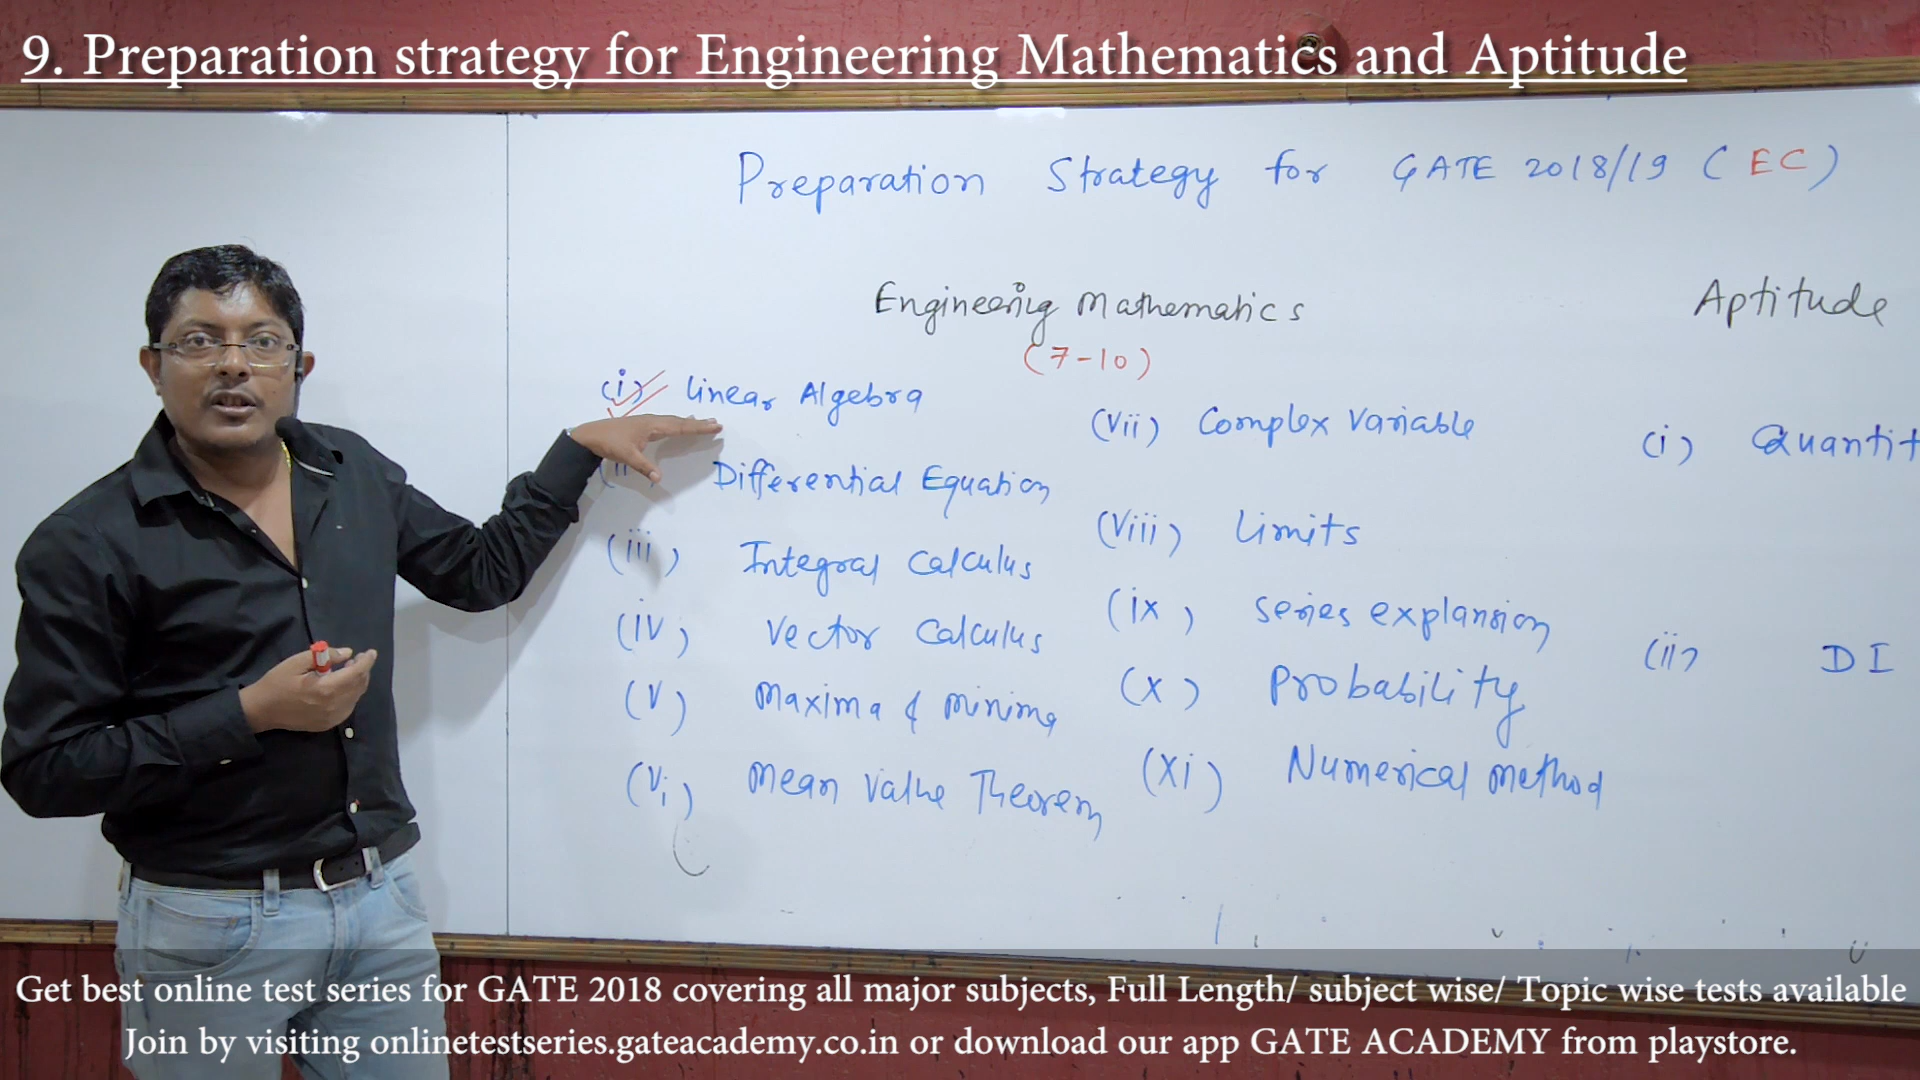 9. Preparation strategy for Engineering Mathematics and Aptitude
Preparation Strategy for GATE 2018/19 (EC)
Engineering Mathematics
(7-10)
(i) Linear Algebra
(ii Differential Equation
(iii) Integral Calculus
(iv) Vector Calculus
(v) Maxima & Minima
(vi) Mean Value Theorem
(vii) Complex Variable
(viii) Limits
(ix) Series explansion
(x) Probability
(xi) Numerical Method
Aptitude
(i) Quantit
(ii) DI
Get best online test series for GATE 2018 covering all major subjects, Full Length/ subject wise/ Topic wise tests available
Join by visiting onlinetestseries.gateacademy.co.in or download our app GATE ACADEMY from playstore.